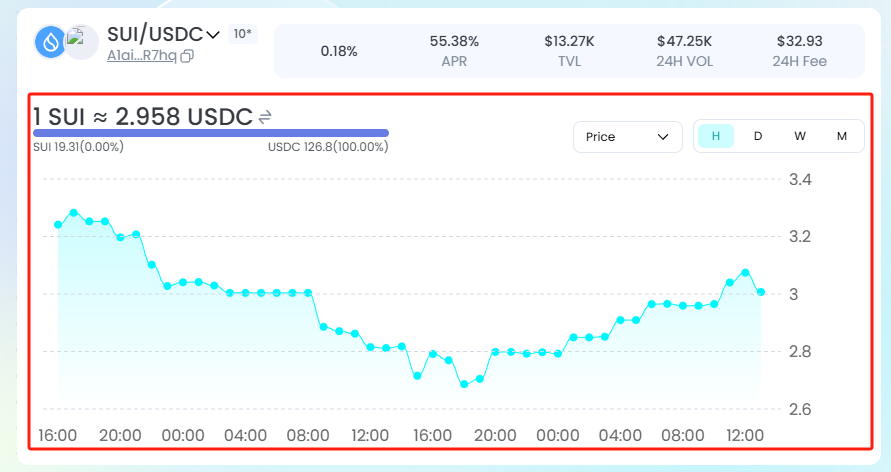 SUI/USDC 10*
A1ai...R7hq
0.18%
55.38% $13.27K $47.25K $32.93
APR TVL 24H VOL 24H Fee
1 SUI ≈ 2.958 USDC
SUI 19.31(0.00%) USDC 126.8(100.00%)
Price H D W M
3.4
3.2
3
2.8
2.6
16:00 20:00 00:00 04:00 08:00 12:00 16:00 20:00 00:00 04:00 08:00 12:00